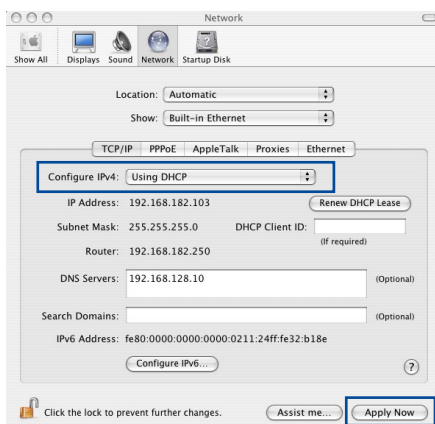 Network
Show All Displays Sound Network Startup Disk
Location: Automatic
Show: Built-in Ethernet
TCP/IP PPPoE AppleTalk Proxies Ethernet
Configure IPv4: Using DHCP
IP Address: 192.168.182.103 Renew DHCP Lease
Subnet Mask: 255.255.255.0 DHCP Client ID:
(If required)
Router: 192.168.182.250
DNS Servers: 192.168.128.10 (Optional)
Search Domains: (Optional)
IPv6 Address: fe80:0000:0000:0000:0211:24ff:fe32:b18e
Configure IPv6...
?
Click the lock to prevent further changes. Assist me... Apply Now